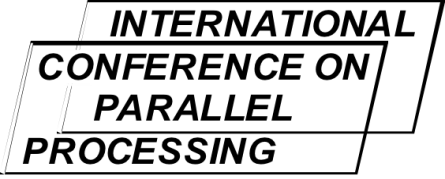 INTERNATIONAL
CONFERENCE ON
PARALLEL
PROCESSING